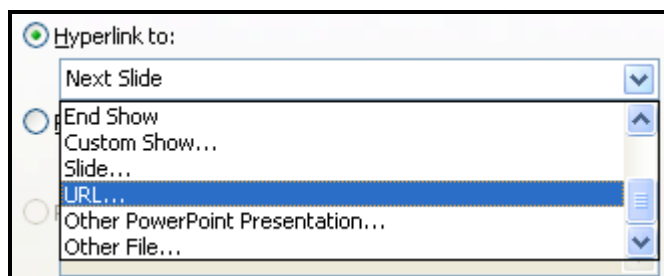 Hyperlink to:
Next Slide
End Show
Custom Show...
Slide...
URL...
Other PowerPoint Presentation...
Other File...